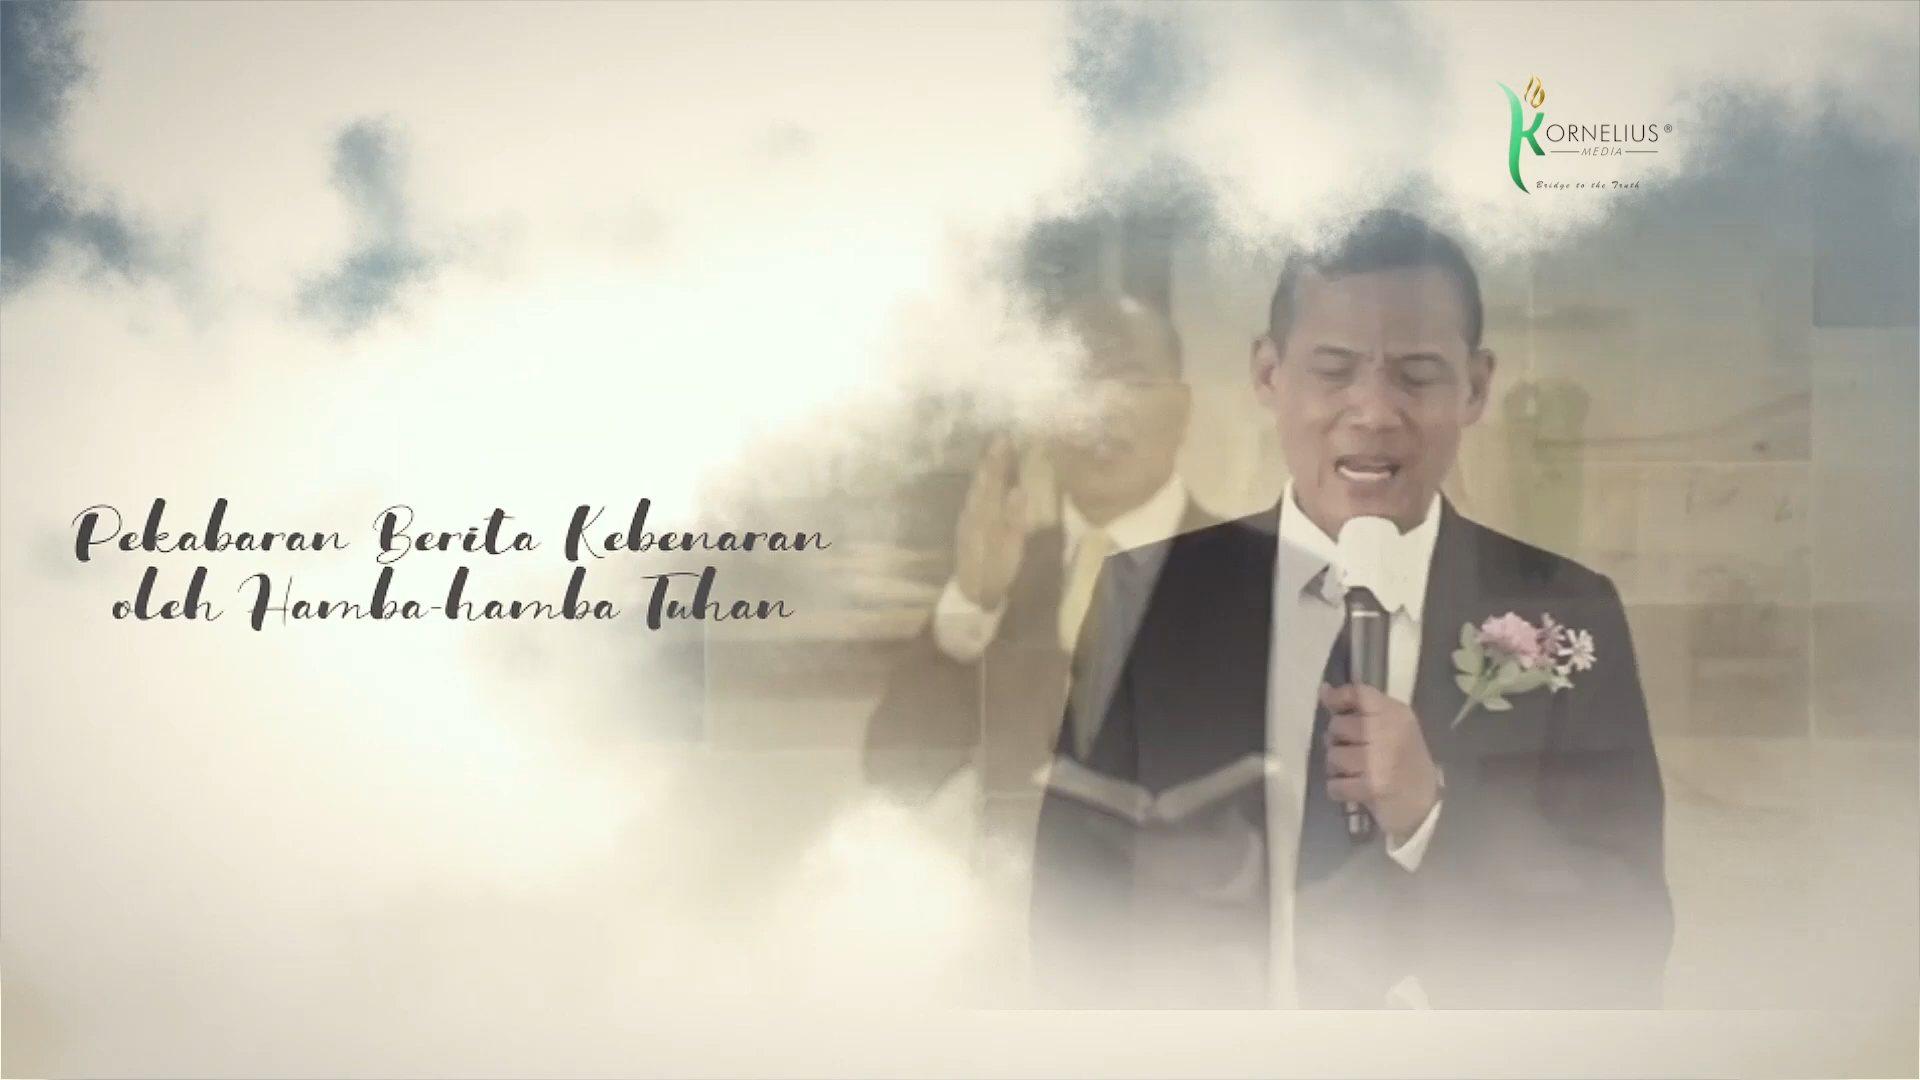 KORNELIUS®
MEDIA
Bridge to the Truth
Pekabaran Berita Kebenaran
oleh Hamba-hamba Tuhan